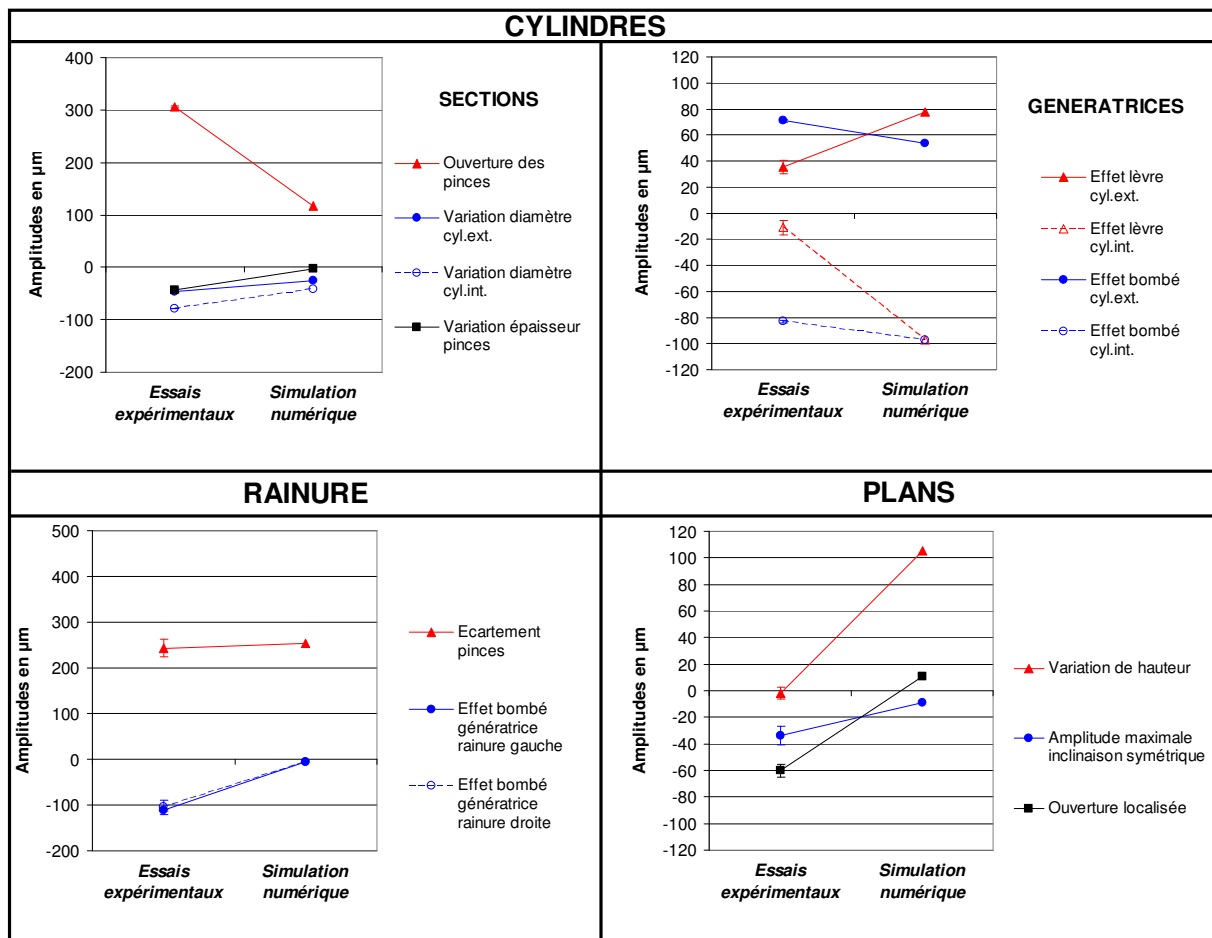 CYLINDRES
400
300
200
100
0
-100
-200
Amplitudes en µm
Essais
expérimentaux
Simulation
numérique
SECTIONS
Ouverture des
pinces
Variation diamètre
cyl.ext.
Variation diamètre
cyl.int.
Variation épaisseur
pinces
120
100
80
60
40
20
0
-20
-40
-60
-80
-100
-120
Amplitudes en µm
Essais
expérimentaux
Simulation
numérique
GENERATRICES
Effet lèvre
cyl.ext.
Effet lèvre
cyl.int.
Effet bombé
cyl.ext.
Effet bombé
cyl.int.
RAINURE
500
400
300
200
100
0
-100
-200
Amplitudes en µm
Essais
expérimentaux
Simulation
numérique
Ecartement
pinces
Effet bombé
génératrice
rainure gauche
Effet bombé
génératrice
rainure droite
PLANS
120
100
80
60
40
20
0
-20
-40
-60
-80
-100
-120
Amplitudes en µm
Essais
expérimentaux
Simulation
numérique
Variation de hauteur
Amplitude maximale
inclinaison symétrique
Ouverture localisée